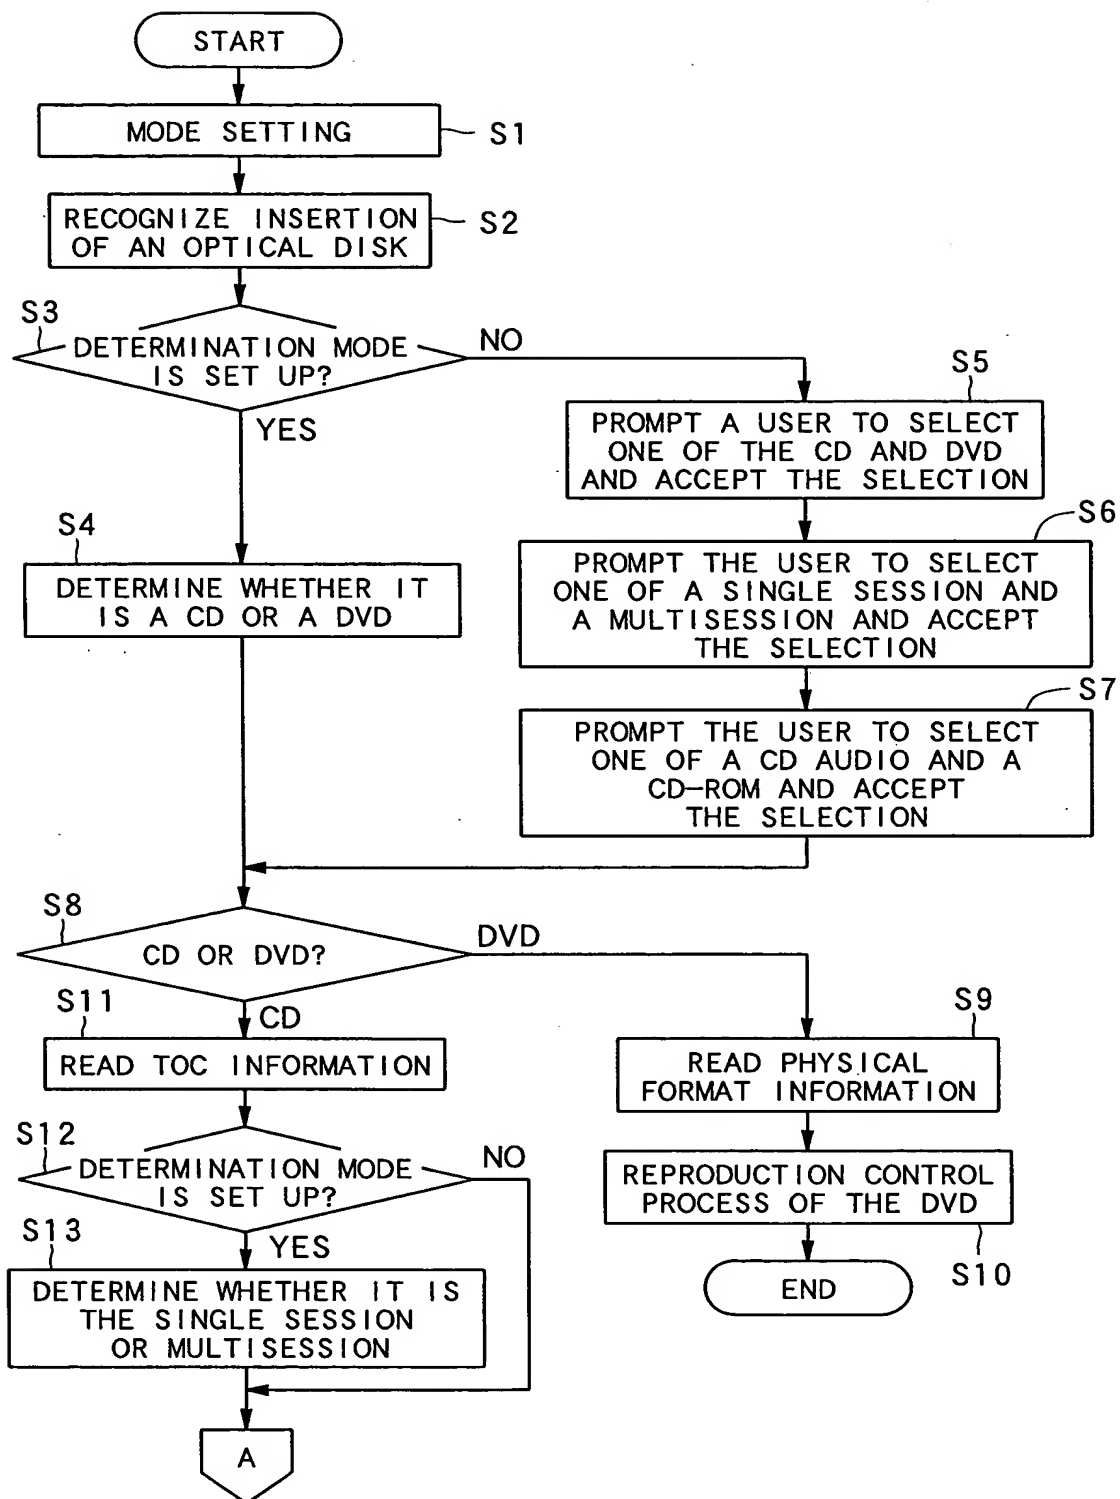 START
MODE SETTING
S1
RECOGNIZE INSERTION
OF AN OPTICAL DISK
S2
S3
DETERMINATION MODE
IS SET UP?
NO
YES
S5
PROMPT A USER TO SELECT
ONE OF THE CD AND DVD
AND ACCEPT THE SELECTION
S4
DETERMINE WHETHER IT
IS A CD OR A DVD
S6
PROMPT THE USER TO SELECT
ONE OF A SINGLE SESSION AND
A MULTISESSION AND ACCEPT
THE SELECTION
S7
PROMPT THE USER TO SELECT
ONE OF A CD AUDIO AND A
CD-ROM AND ACCEPT
THE SELECTION
S8
CD OR DVD?
DVD
CD
S11
READ TOC INFORMATION
S9
READ PHYSICAL
FORMAT INFORMATION
S12
DETERMINATION MODE
IS SET UP?
NO
YES
REPRODUCTION CONTROL
PROCESS OF THE DVD
S10
END
S13
DETERMINE WHETHER IT IS
THE SINGLE SESSION
OR MULTISESSION
A